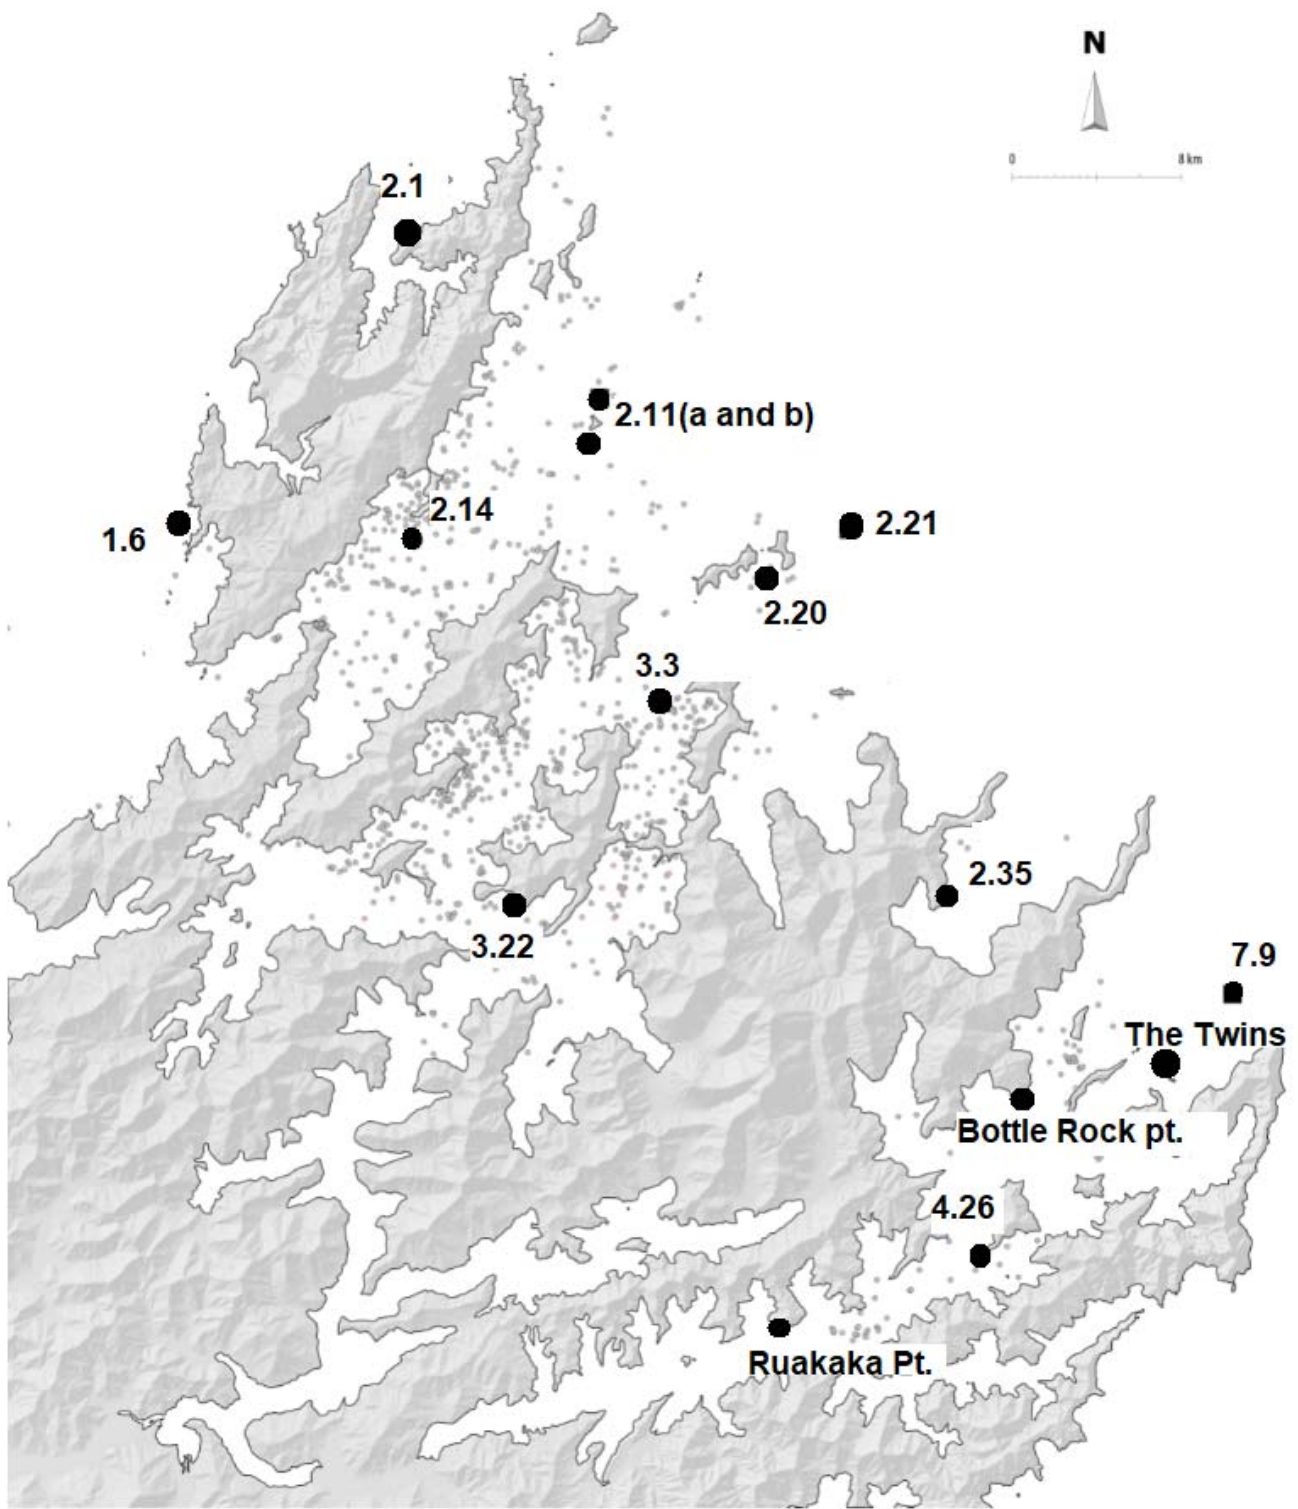 N
0 8 km
2.1
2.11(a and b)
2.14
1.6
2.21
2.20
3.3
2.35
3.22
7.9
The Twins
Bottle Rock pt.
4.26
Ruakaka Pt.